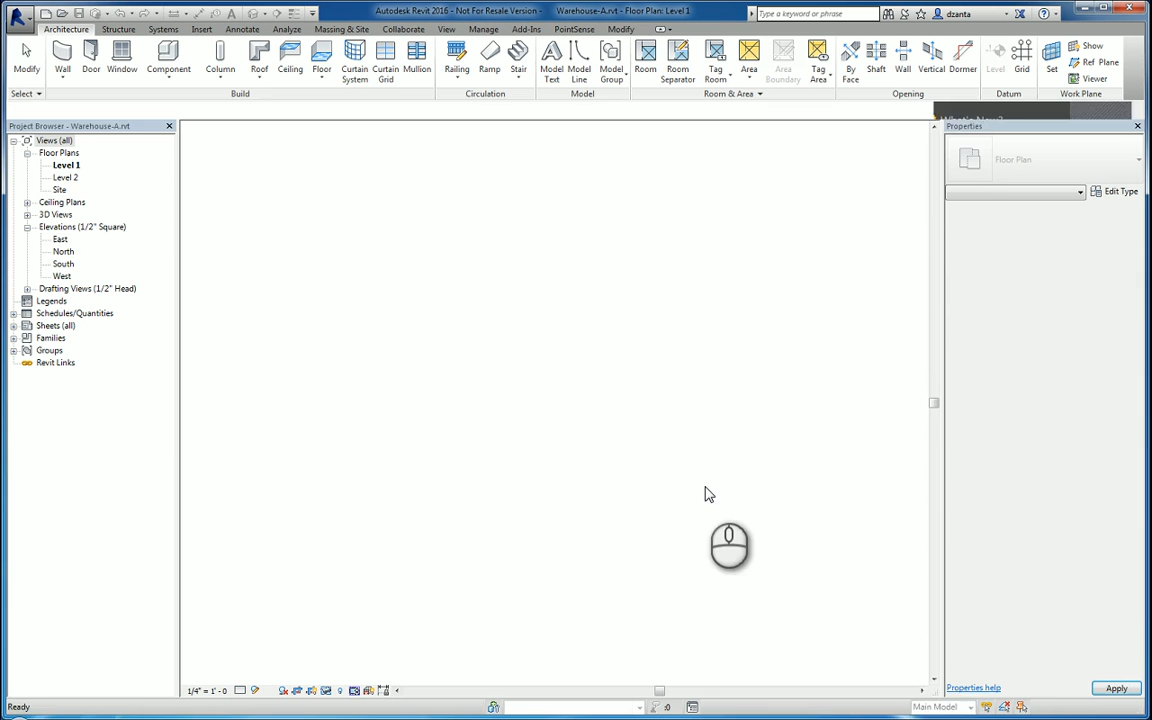 Autodesk Revit 2016 - Not For Resale Version - Warehouse-A.rvt - Floor Plan: Level 1
Type a keyword or phrase
dzanta
Architecture Structure Systems Insert Annotate Analyze Massing & Site Collaborate View Manage Add-Ins PointSense Modify
Modify Wall Door Window Component Column Roof Ceiling Floor Curtain System Curtain Grid Mullion Railing Ramp Stair Model Text Model Line Model Group Room Room Separator Tag Room Area Area Boundary Tag Area By Face Shaft Wall Vertical Dormer Level Grid Set
Show
Ref Plane
Viewer
Select Build Circulation Model Room & Area Opening Datum Work Plane
What's New?
Project Browser - Warehouse-A.rvt
Views (all)
Floor Plans
Level 1
Level 2
Site
Ceiling Plans
3D Views
Elevations (1/2" Square)
East
North
South
West
Drafting Views (1/2" Head)
Legends
Schedules/Quantities
Sheets (all)
Families
Groups
Revit Links
Properties
Floor Plan
Edit Type
Properties help
Apply
1/4" = 1'-0
Ready
:0
Main Model